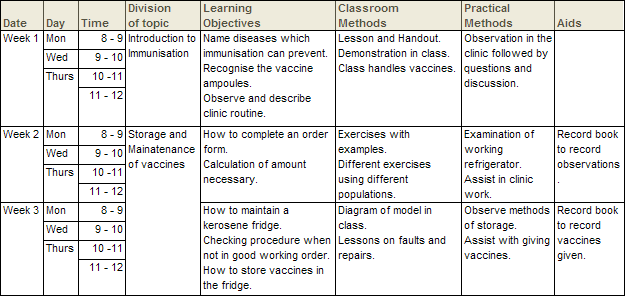 Date Day Time Division of topic Learning Objectives Classroom Methods Practical Methods Aids
Week 1 Mon 8 - 9 Introduction to Name diseases which Lesson and Handout. Observation in the
Wed 9 - 10 Immunisation immunisation can prevent. Demonstration in class. clinic followed by
Thurs 10 -11 Recognise the vaccine Class handles vaccines. questions and
ampoules. discussion.
11 - 12 Observe and describe
clinic routine.
Week 2 Mon 8 - 9 Storage and How to complete an order Exercises with Examination of Record book
Wed 9 - 10 Mainatenance form. examples. working to record
Thurs 10 -11 of vaccines Calculation of amount Different exercises refrigerator. observations
necessary. using different Assist in clinic .
11 - 12 populations. work.
Week 3 Mon 8 - 9 How to maintain a Diagram of model in Observe methods Record book
Wed 9 - 10 kerosene fridge. class. of storage. to record
Thurs 10 -11 Checking procedure when Lessons on faults and Assist with giving vaccines
not in good working order. repairs. vaccines. given.
11 - 12 How to store vaccines in
the fridge.